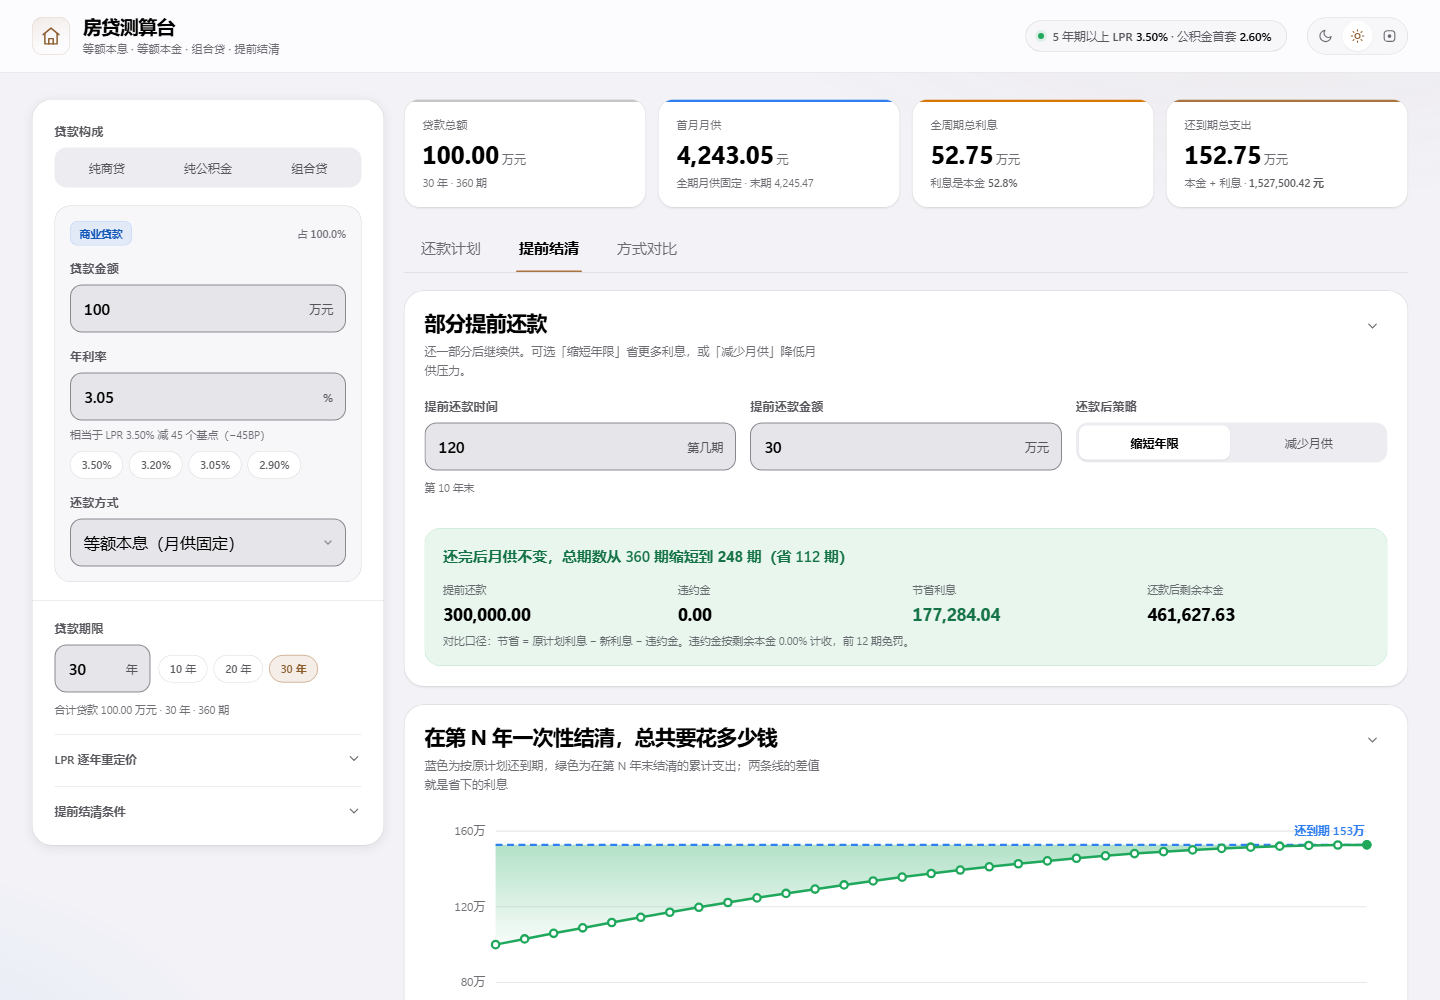 房贷测算台
等额本息 · 等额本金 · 组合贷 · 提前结清
5 年期以上 LPR 3.50% · 公积金首套 2.60%
贷款构成
纯商贷
纯公积金
组合贷
商业贷款
占 100.0%
贷款金额
100 万元
年利率
3.05 %
相当于 LPR 3.50% 减 45 个基点（−45BP）
3.50%
3.20%
3.05%
2.90%
还款方式
等额本息（月供固定）
贷款期限
30 年
10 年
20 年
30 年
合计贷款 100.00 万元 · 30 年 · 360 期
LPR 逐年重定价
提前结清条件
贷款总额
100.00 万元
30 年 · 360 期
首月月供
4,243.05 元
全期月供固定 · 末期 4,245.47
全周期总利息
52.75 万元
利息是本金 52.8%
还到期总支出
152.75 万元
本金 + 利息 · 1,527,500.42 元
还款计划
提前结清
方式对比
部分提前还款
还一部分后继续供。可选「缩短年限」省更多利息，或「减少月供」降低月
供压力。
提前还款时间
120 第几期
第 10 年末
提前还款金额
30 万元
还款后策略
缩短年限
减少月供
还完后月供不变，总期数从 360 期缩短到 248 期（省 112 期）
提前还款
300,000.00
违约金
0.00
节省利息
177,284.04
还款后剩余本金
461,627.63
对比口径：节省 = 原计划利息 − 新利息 − 违约金。违约金按剩余本金 0.00% 计收，前 12 期免罚。
在第 N 年一次性结清，总共要花多少钱
蓝色为按原计划还到期，绿色为在第 N 年末结清的累计支出；两条线的差值
就是省下的利息
160万
还到期 153万
120万
80万